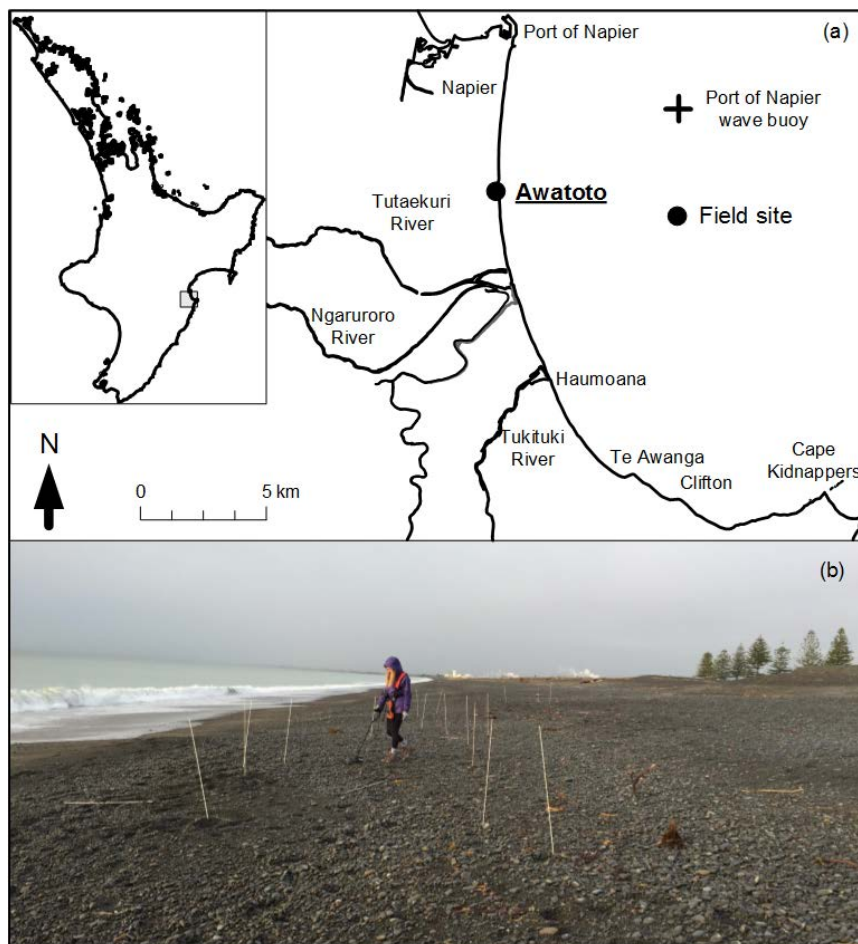 (a)
Port of Napier
Napier
Port of Napier
wave buoy
Awatoto
Field site
Tutaekuri
River
Ngaruroro
River
Haumoana
Tukituki
River
Te Awanga
Clifton
Cape
Kidnappers
N
0 5 km
(b)